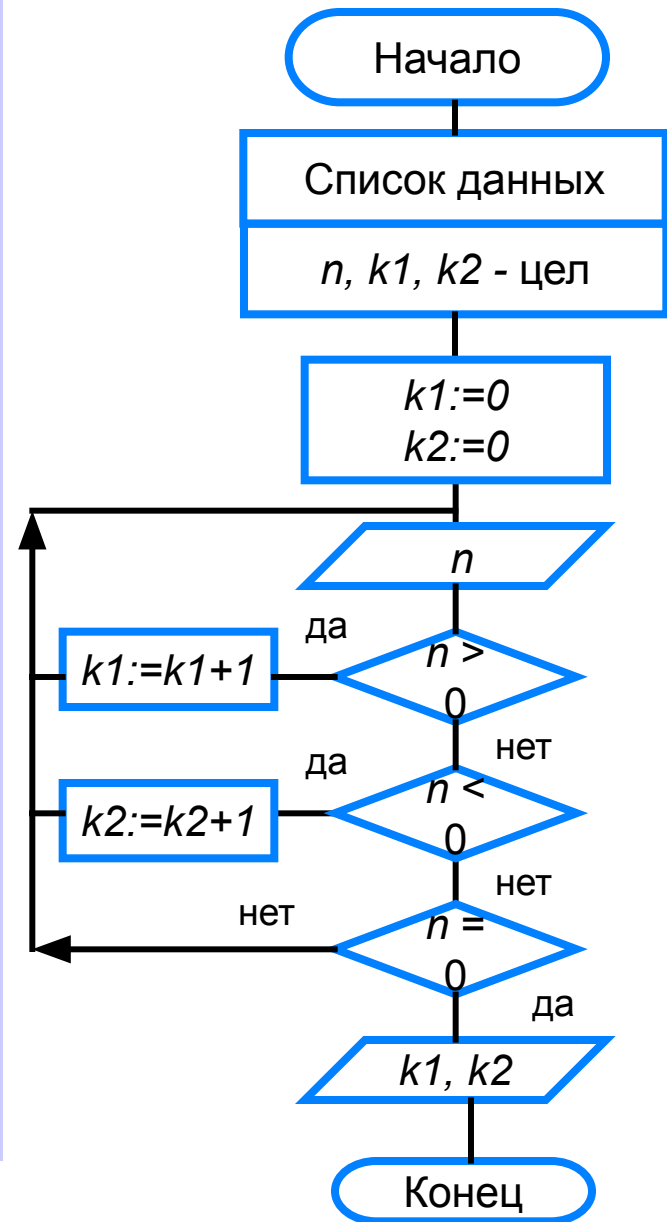 Начало
Список данных
n, k1, k2 - цел
k1:=0
k2:=0
n
да
k1:=k1+1
n >
0
нет
да
k2:=k2+1
n <
0
нет
нет
n =
0
да
k1, k2
Конец